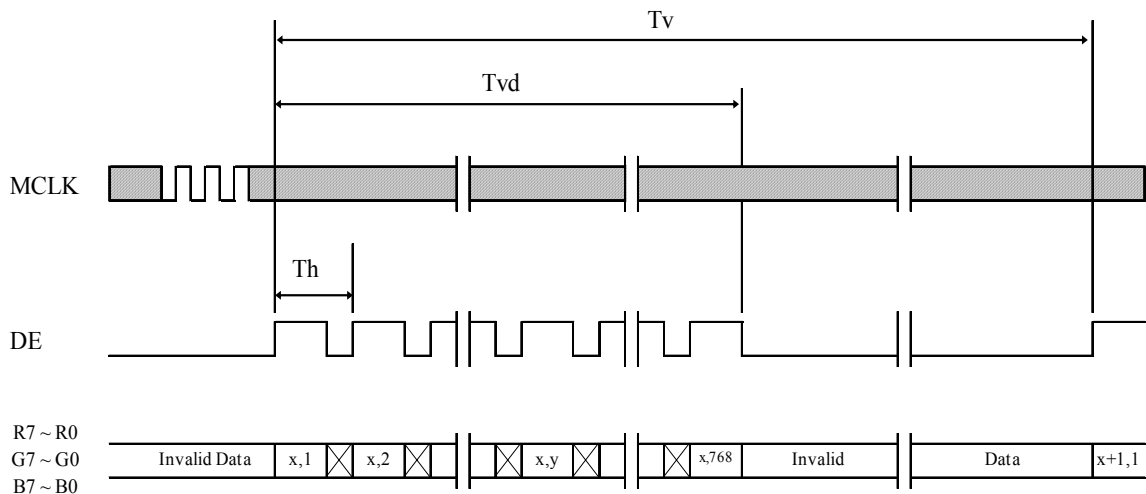 Tv
Tvd
MCLK
Th
DE
R7 ~ R0
G7 ~ G0
B7 ~ B0
Invalid Data
x,1
x,2
x,y
x,768
Invalid
Data
x+1,1